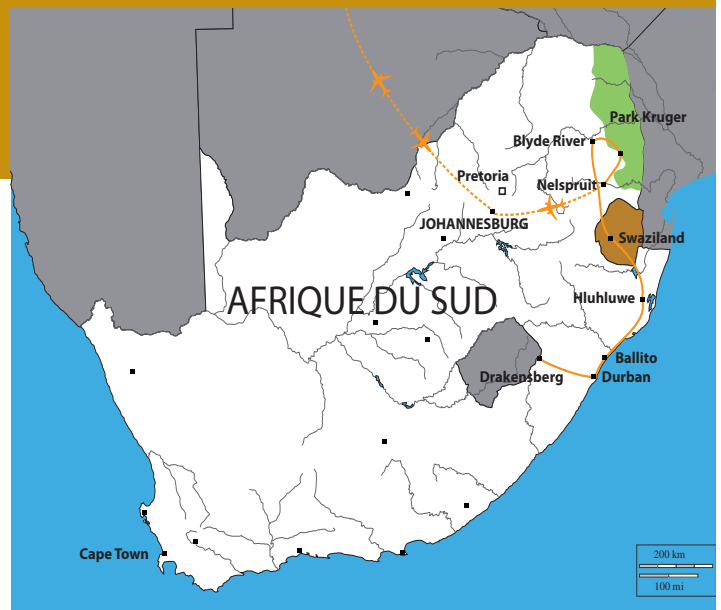 Park Kruger
Blyde River
Pretoria
Nelspruit
JOHANNESBURG
Swaziland
AFRIQUE DU SUD
Hluhluwe
Ballito
Drakensberg
Durban
Cape Town
200 km
100 mi